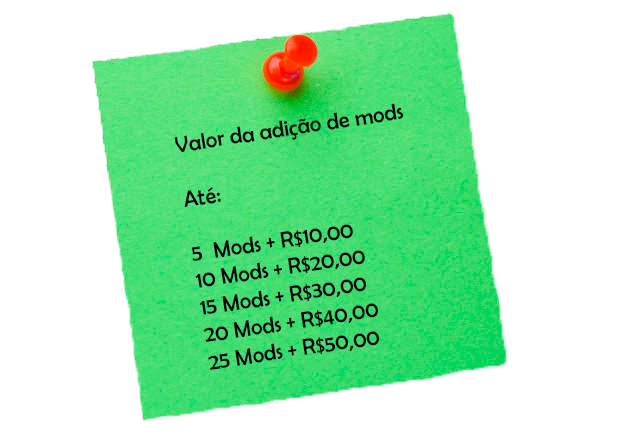 Valor da adição de mods
Até:
5 Mods + R$10,00
10 Mods + R$20,00
15 Mods + R$30,00
20 Mods + R$40,00
25 Mods + R$50,00